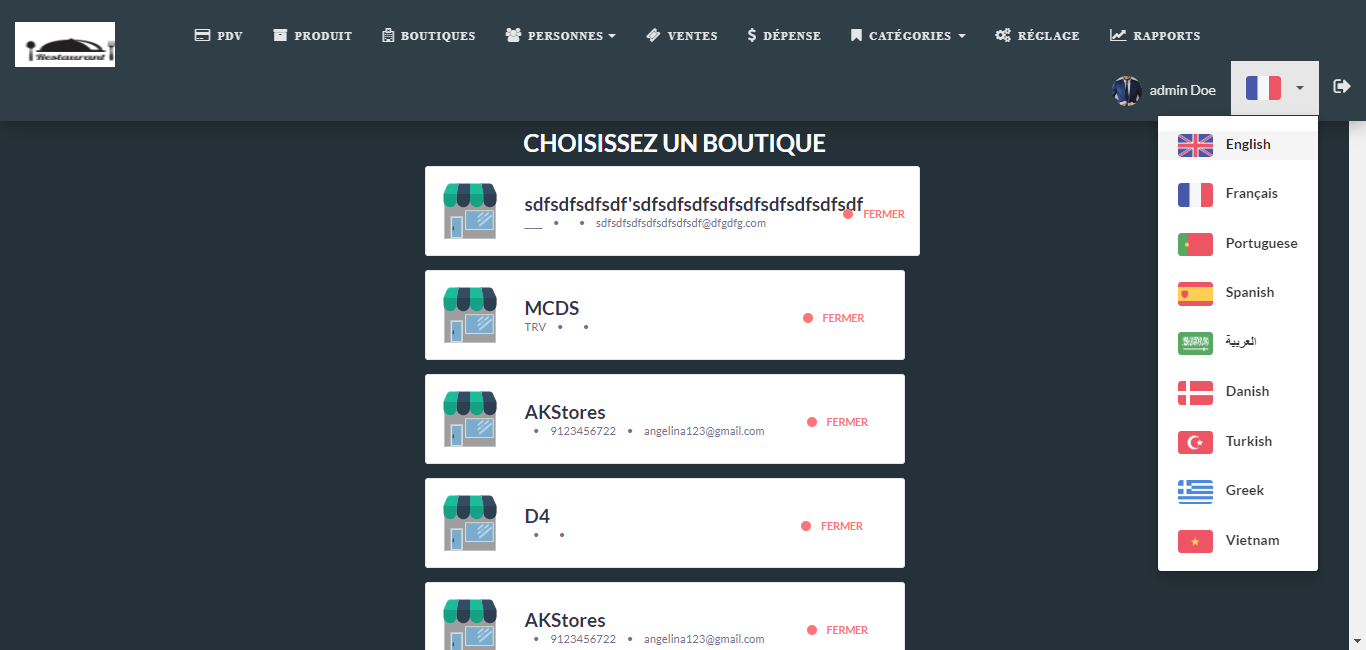 Restaurant
PDV PRODUIT BOUTIQUES PERSONNES VENTES DÉPENSE CATÉGORIES RÉGLAGE RAPPORTS
admin Doe
CHOISISSEZ UN BOUTIQUE
sdfsdfsdfsdf'sdfsdfsdfsdfsdfsdfsdfsdfsdf
____ • • sdfsdfsdfsdfsdfsdfsdf@dfgdfg.com
FERMER
MCDS
TRV • •
FERMER
AKStores
• 9123456722 • angelina123@gmail.com
FERMER
D4
• •
FERMER
AKStores
• 9123456722 • angelina123@gmail.com
FERMER
English
Français
Portuguese
Spanish
العربية
Danish
Turkish
Greek
Vietnam